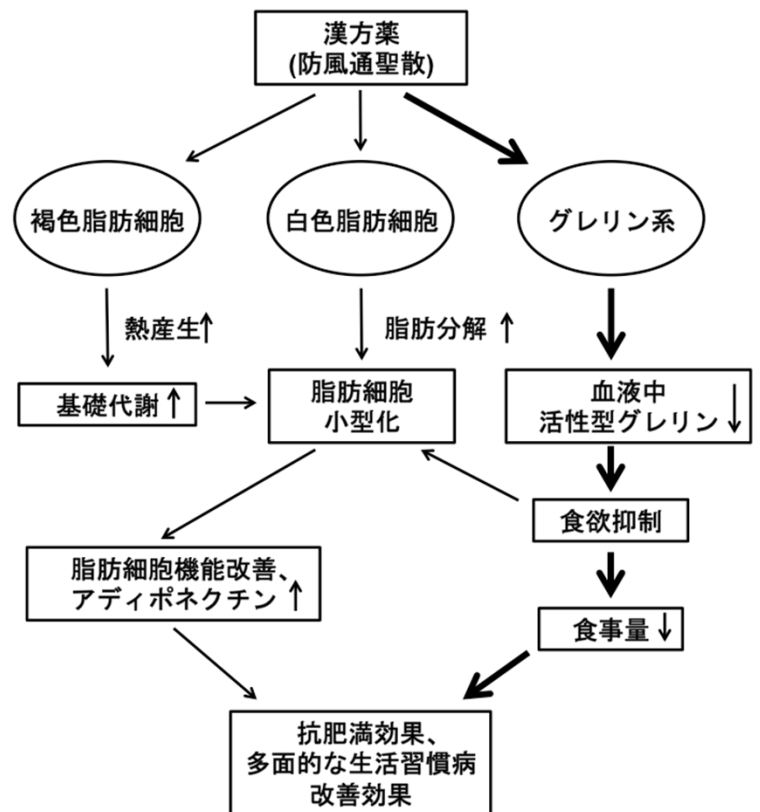 漢方薬
(防風通聖散)
褐色脂肪細胞
白色脂肪細胞
グレリン系
熱産生↑
脂肪分解 ↑
基礎代謝↑
脂肪細胞
小型化
血液中
活性型グレリン↓
食欲抑制
脂肪細胞機能改善、
アディポネクチン ↑
食事量↓
抗肥満効果、
多面的な生活習慣病
改善効果